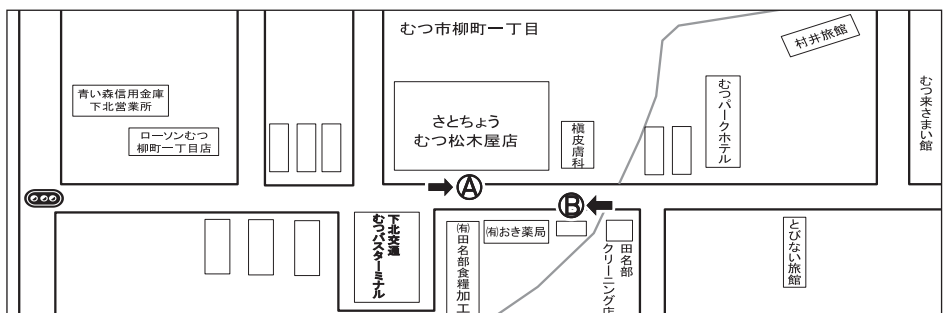 むつ市柳町一丁目
村井旅館
青い森信用金庫
下北営業所
ローソンむつ
柳町一丁目店
さとちょう
むつ松木屋店
槇皮膚科
むつパークホテル
むつ来さまい館
A
B
下北交通
むつバスターミナル
㈲田名部食糧加工
㈲おき薬局
田名部
クリーニング店
とびない旅館